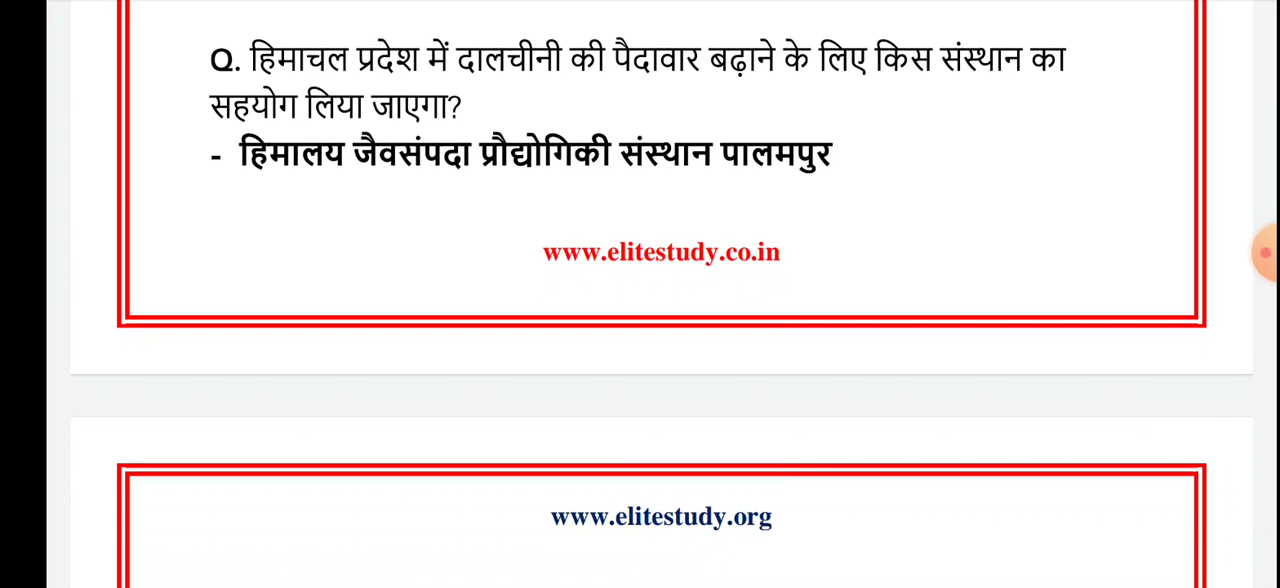 Q. हिमाचल प्रदेश में दालचीनी की पैदावार बढ़ाने के लिए किस संस्थान का
सहयोग लिया जाएगा?
- हिमालय जैवसंपदा प्रौद्योगिकी संस्थान पालमपुर
www.elitestudy.co.in
www.elitestudy.org